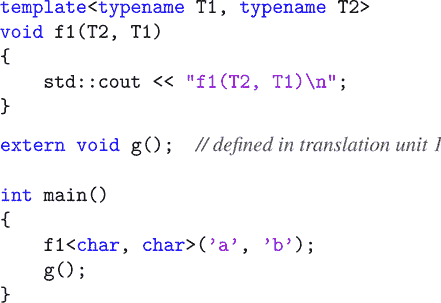 template<typename T1, typename T2>
void f1(T2, T1)
{
    std::cout << "f1(T2, T1)\n";
}
extern void g();  // defined in translation unit 1
int main()
{
    f1<char, char>('a', 'b');
    g();
}